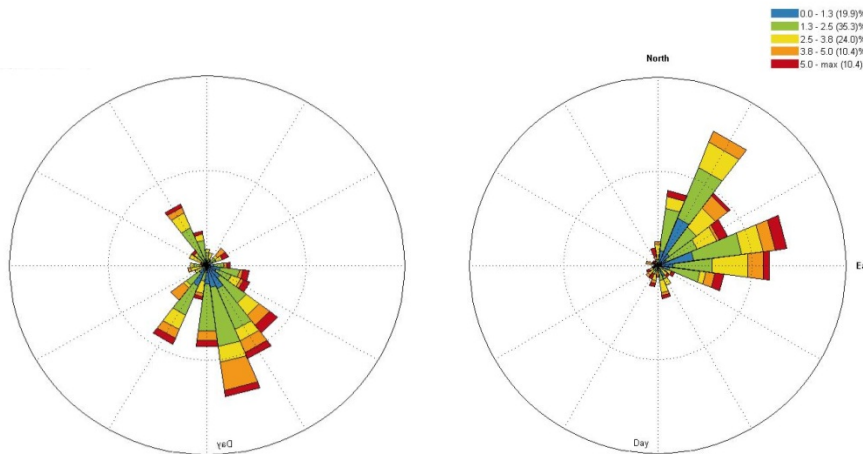 0.0 - 1.3 (19.9)%
1.3 - 2.5 (35.3)%
2.5 - 3.8 (24.0)%
3.8 - 5.0 (10.4)%
5.0 - max (10.4)
North
Ea
Day
Day